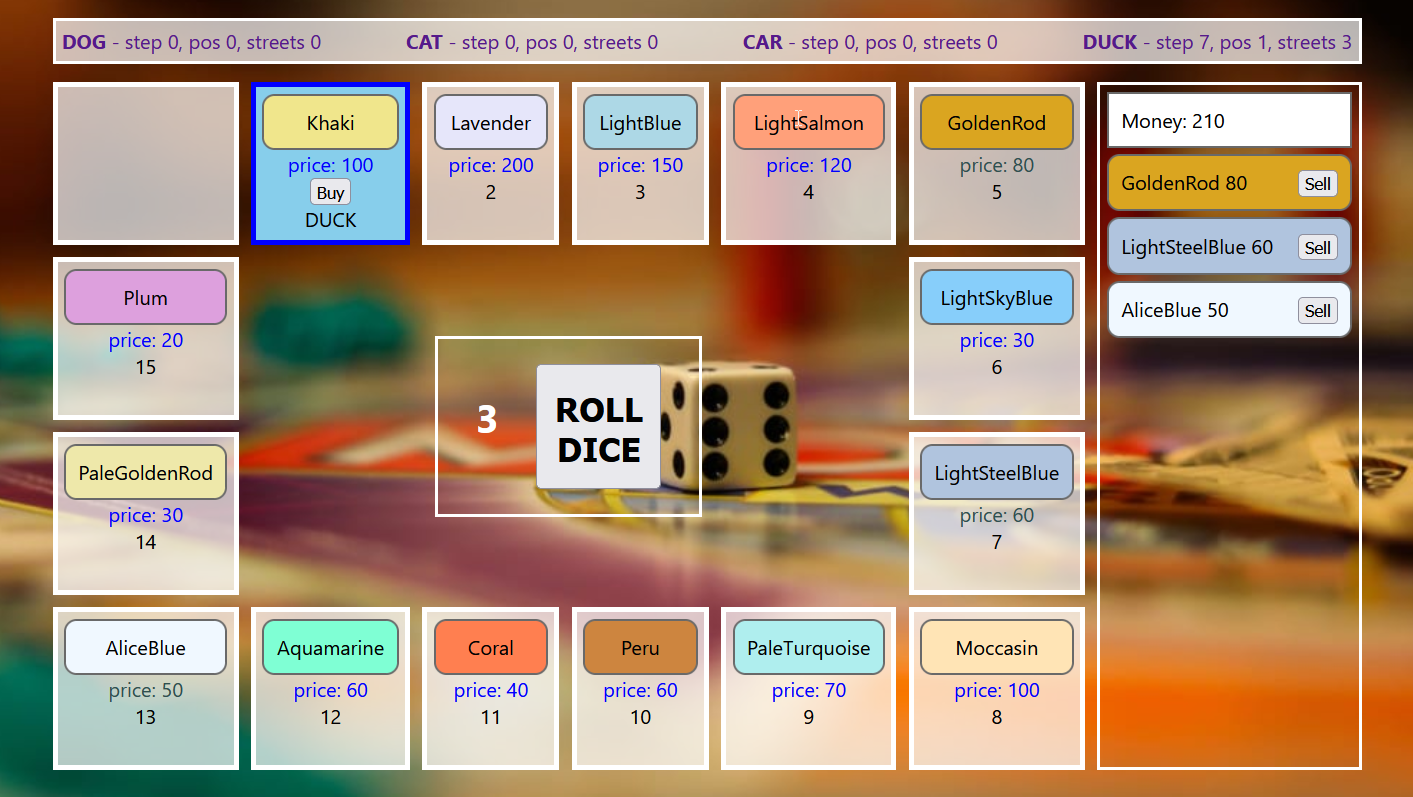 DOG - step 0, pos 0, streets 0
CAT - step 0, pos 0, streets 0
CAR - step 0, pos 0, streets 0
DUCK - step 7, pos 1, streets 3
Khaki
price: 100
Buy
DUCK
Lavender
price: 200
2
LightBlue
price: 150
3
LightSalmon
price: 120
4
GoldenRod
price: 80
5
Money: 210
GoldenRod 80 Sell
LightSteelBlue 60 Sell
AliceBlue 50 Sell
Plum
price: 20
15
LightSkyBlue
price: 30
6
3
ROLL
DICE
PaleGoldenRod
price: 30
14
LightSteelBlue
price: 60
7
AliceBlue
price: 50
13
Aquamarine
price: 60
12
Coral
price: 40
11
Peru
price: 60
10
PaleTurquoise
price: 70
9
Moccasin
price: 100
8